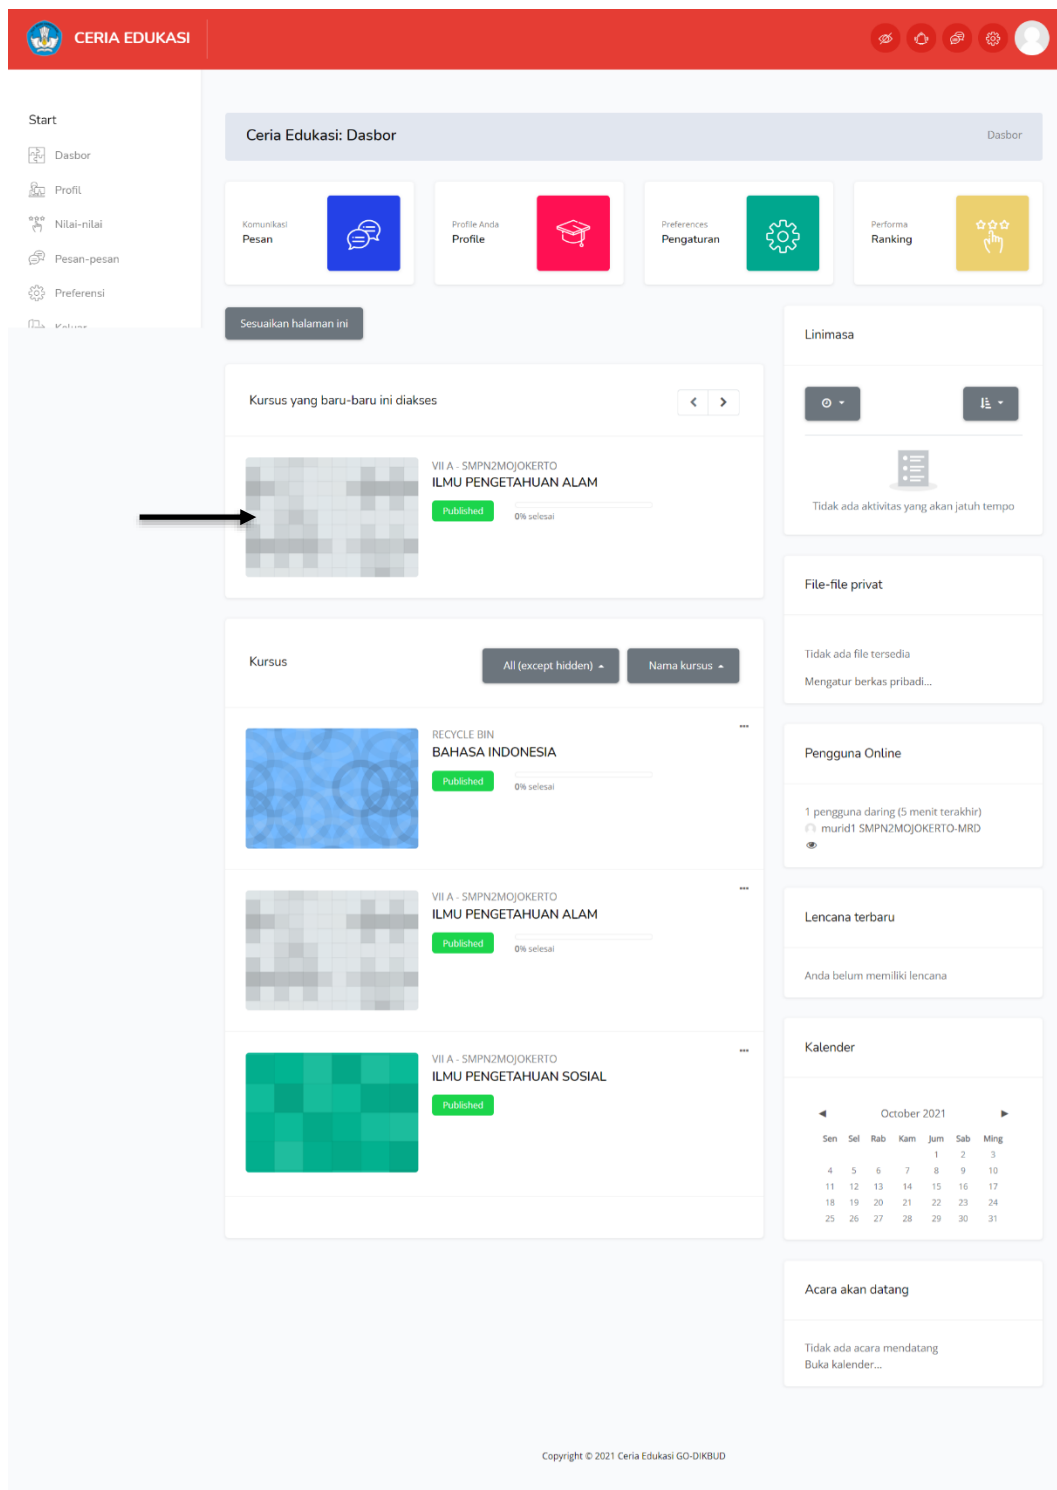 CERIA EDUKASI
Start
Dasbor
Profil
Nilai-nilai
Pesan-pesan
Preferensi
Keluar
Ceria Edukasi: Dasbor
Dasbor
Komunikasi
Pesan
Profile Anda
Profile
Preferences
Pengaturan
Performa
Ranking
Sesuaikan halaman ini
Kursus yang baru-baru ini diakses
VII A - SMPN2MOJOKERTO
ILMU PENGETAHUAN ALAM
Published
0% selesai
Kursus
All (except hidden)
Nama kursus
RECYCLE BIN
BAHASA INDONESIA
Published
0% selesai
VII A - SMPN2MOJOKERTO
ILMU PENGETAHUAN ALAM
Published
0% selesai
VII A - SMPN2MOJOKERTO
ILMU PENGETAHUAN SOSIAL
Published
Linimasa
Tidak ada aktivitas yang akan jatuh tempo
File-file privat
Tidak ada file tersedia
Mengatur berkas pribadi...
Pengguna Online
1 pengguna daring (5 menit terakhir)
murid1 SMPN2MOJOKERTO-MRD
Lencana terbaru
Anda belum memiliki lencana
Kalender
October 2021
Sen Sel Rab Kam Jum Sab Ming
1 2 3
4 5 6 7 8 9 10
11 12 13 14 15 16 17
18 19 20 21 22 23 24
25 26 27 28 29 30 31
Acara akan datang
Tidak ada acara mendatang
Buka kalender...
Copyright © 2021 Ceria Edukasi GO-DIKBUD